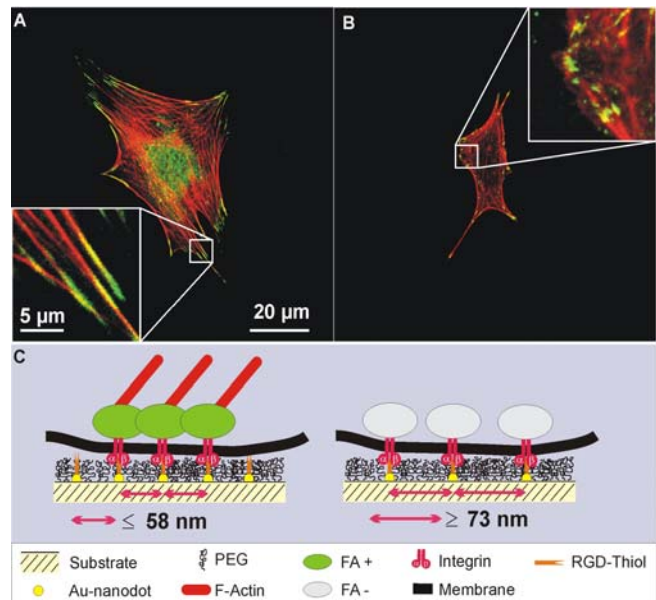 A
B
5 µm
20 µm
C
α β
α β
α β
α β
α β
α β
≤ 58 nm
≥ 73 nm
Substrate
PEG
FA +
Integrin
RGD-Thiol
Au-nanodot
F-Actin
FA -
Membrane